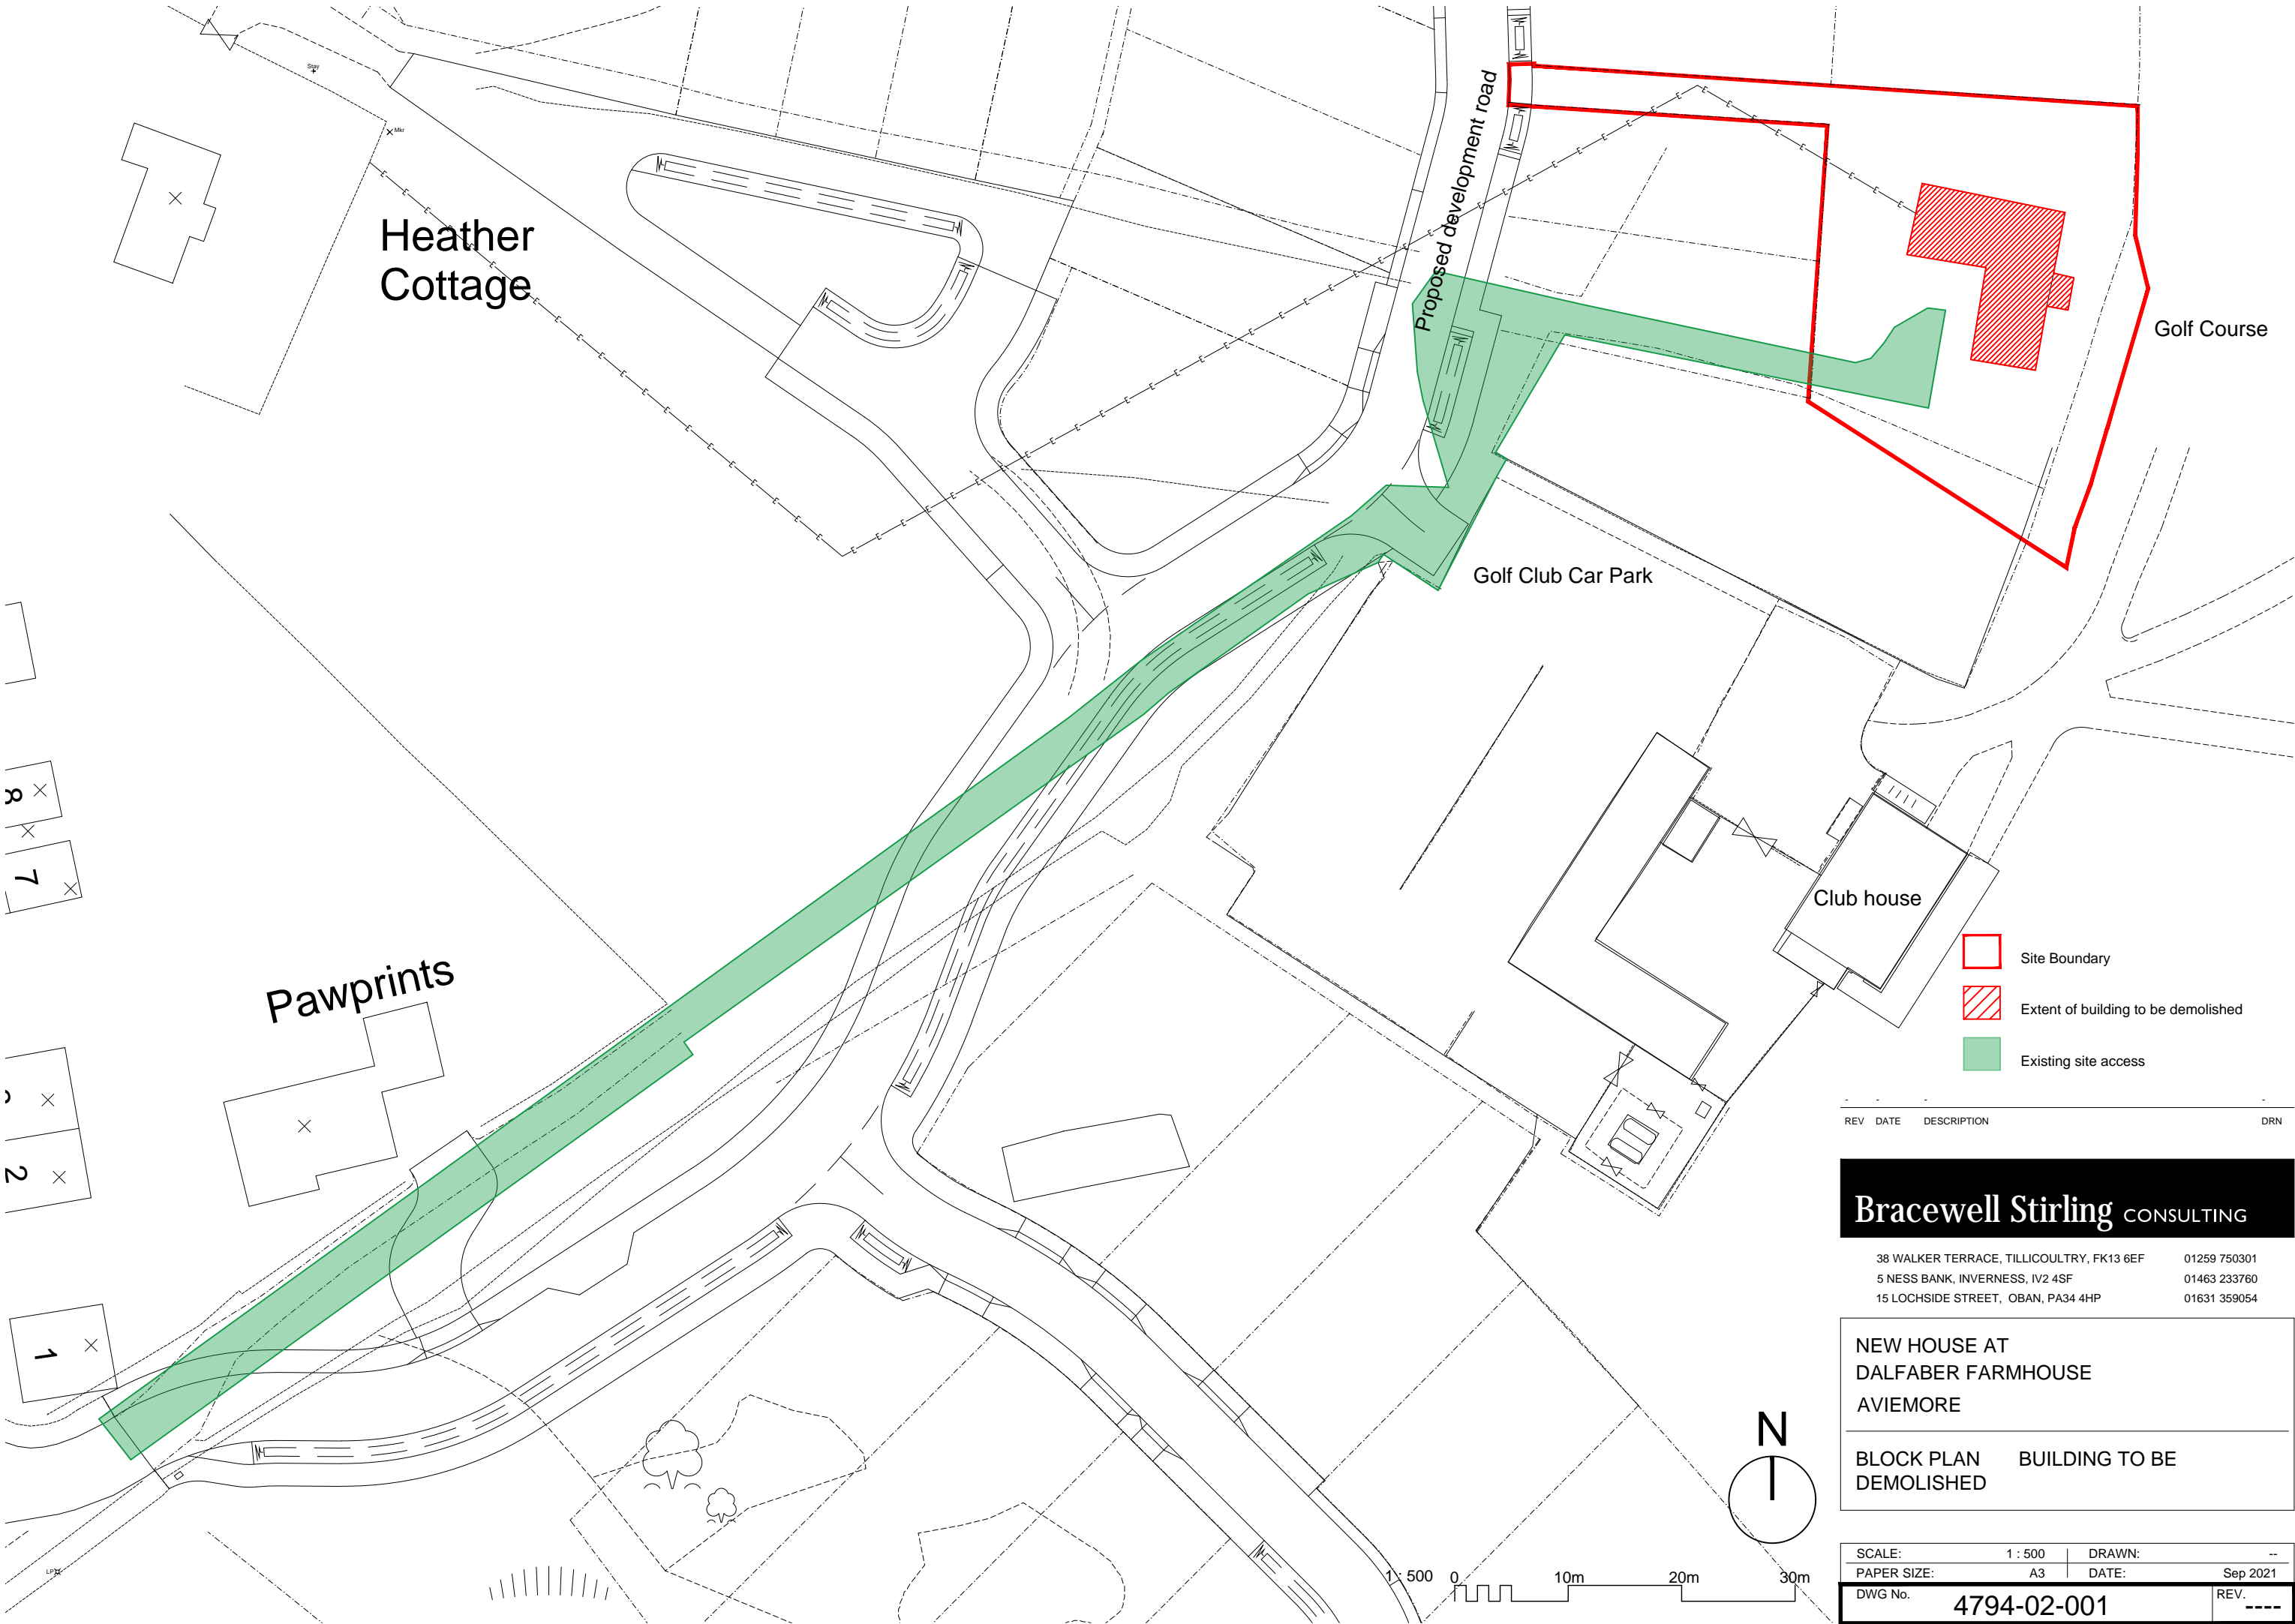 Stay
Mkr
Heather
Cottage
Proposed development road
Golf Course
Golf Club Car Park
8
7
Club house
Pawprints
Site Boundary
Extent of building to be demolished
Existing site access
2
1
LP
- - - -
REV DATE DESCRIPTION DRN
Bracewell Stirling CONSULTING
38 WALKER TERRACE, TILLICOULTRY, FK13 6EF 01259 750301
5 NESS BANK, INVERNESS, IV2 4SF 01463 233760
15 LOCHSIDE STREET, OBAN, PA34 4HP 01631 359054
NEW HOUSE AT
DALFABER FARMHOUSE
AVIEMORE
BLOCK PLAN BUILDING TO BE
DEMOLISHED
N
1 : 500 0 10m 20m 30m
SCALE: 1 : 500 DRAWN: --
PAPER SIZE: A3 DATE: Sep 2021
DWG No. 4794-02-001 REV. ----